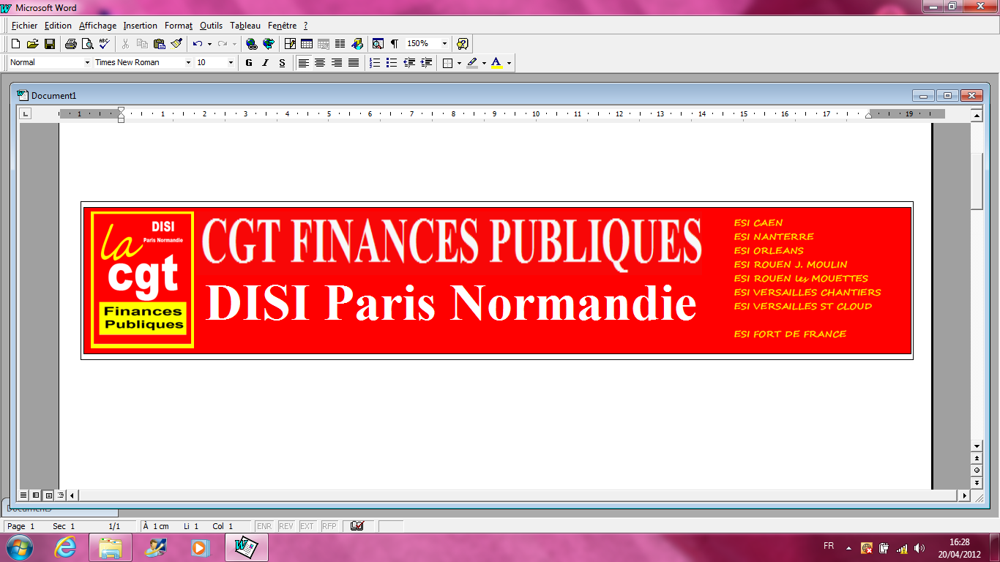 Microsoft Word
Fichier Edition Affichage Insertion Format Outils Tableau Fenêtre ?
150%
Normal Times New Roman 10 G I S
Document1
1 1 2 3 4 5 6 7 8 9 10 11 12 13 14 15 16 17 19
la
DISI
Paris Normandie
cgt
Finances
Publiques
CGT FINANCES PUBLIQUES
DISI Paris Normandie
ESI CAEN
ESI NANTERRE
ESI ORLEANS
ESI ROUEN J. MOULIN
ESI ROUEN les MOUETTES
ESI VERSAILLES CHANTIERS
ESI VERSAILLES ST CLOUD
ESI FORT DE FRANCE
Page 1 Sec 1 1/1 À 1 cm Li 1 Col 1 ENR REV EXT RFP
FR
16:28
20/04/2012